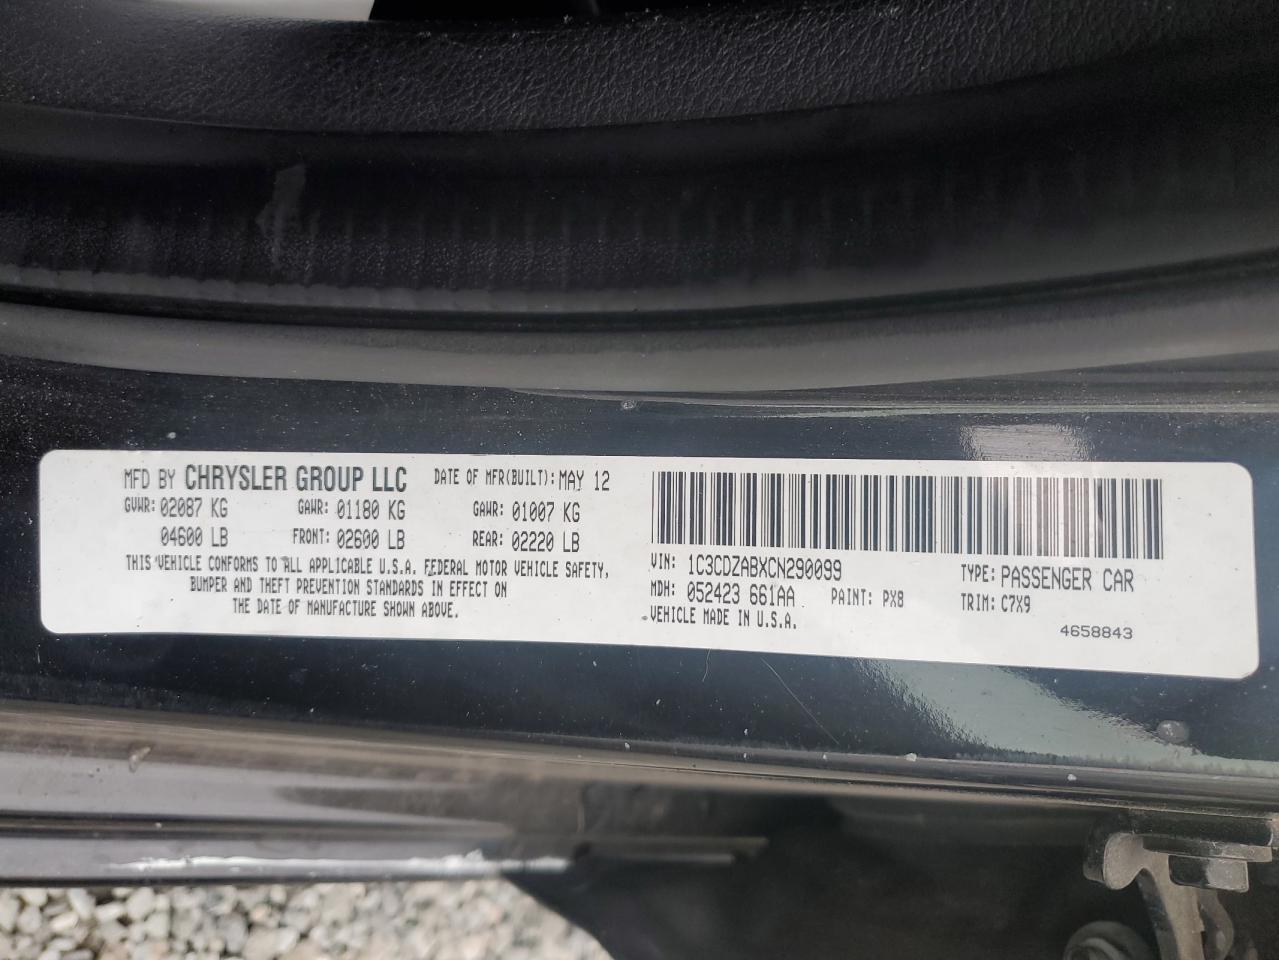 MFD BY CHRYSLER GROUP LLC DATE OF MFR(BUILT): MAY 12
GVWR: 02087 KG GAWR: 01180 KG GAWR: 01007 KG
04600 LB FRONT: 02600 LB REAR: 02220 LB
THIS VEHICLE CONFORMS TO ALL APPLICABLE U.S.A. FEDERAL MOTOR VEHICLE SAFETY,
BUMPER AND THEFT PREVENTION STANDARDS IN EFFECT ON
THE DATE OF MANUFACTURE SHOWN ABOVE.
VIN: 1C3CDZABXCN290099 TYPE: PASSENGER CAR
MDH: 052423 661AA PAINT: PX8 TRIM: C7X9
VEHICLE MADE IN U.S.A.
4658843